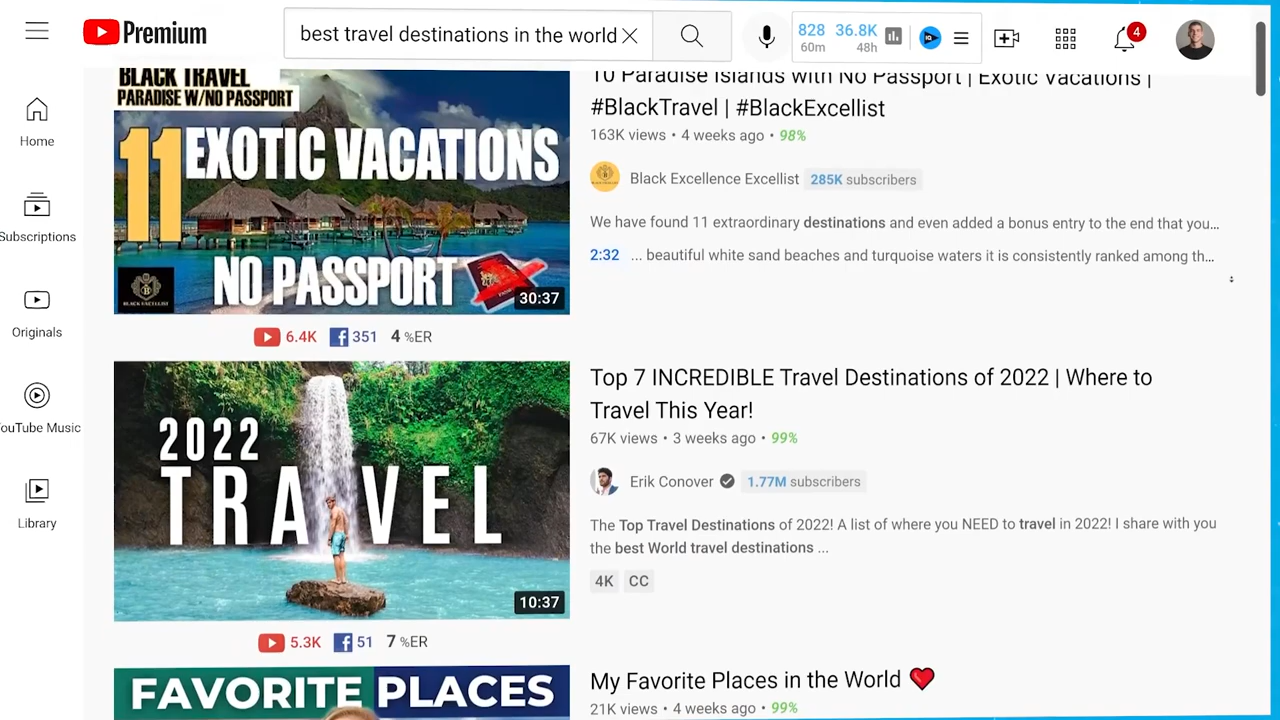 Premium
best travel destinations in the world
828
60m
36.8K
48h
4
Home
Subscriptions
Originals
YouTube Music
Library
BLACK TRAVEL
PARADISE W/NO PASSPORT
11 EXOTIC VACATIONS
NO PASSPORT
30:37
6.4K
351
4 %ER
10 Paradise Islands with No Passport | Exotic Vacations |
#BlackTravel | #BlackExcellist
163K views • 4 weeks ago • 98%
Black Excellence Excellist
285K subscribers
We have found 11 extraordinary destinations and even added a bonus entry to the end that you...
2:32 ... beautiful white sand beaches and turquoise waters it is consistently ranked among th...
2022
TRAVEL
10:37
5.3K
51
7 %ER
Top 7 INCREDIBLE Travel Destinations of 2022 | Where to
Travel This Year!
67K views • 3 weeks ago • 99%
Erik Conover
1.77M subscribers
The Top Travel Destinations of 2022! A list of where you NEED to travel in 2022! I share with you
the best World travel destinations ...
4K CC
FAVORITE PLACES
My Favorite Places in the World ❤️
21K views • 4 weeks ago • 99%